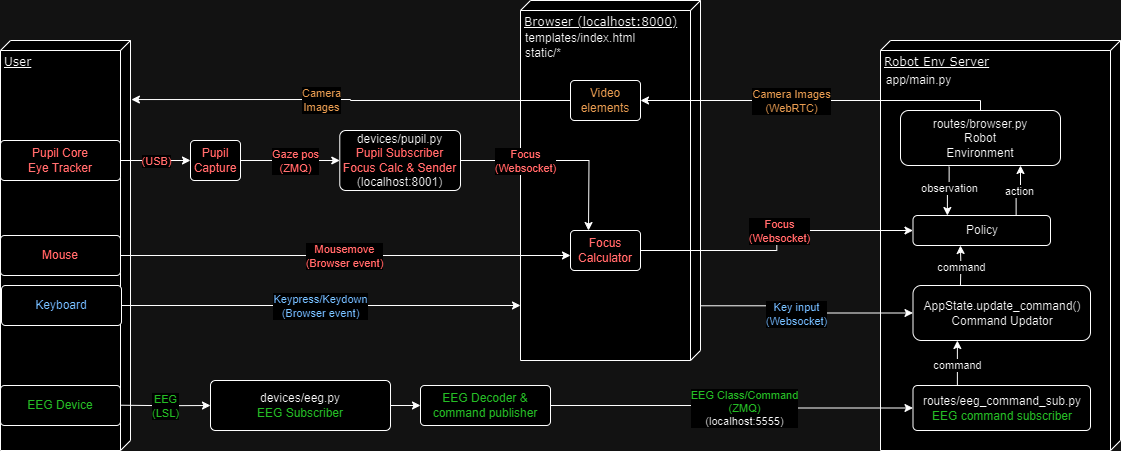 Browser (localhost:8000)
templates/index.html
static/*
User
Robot Env Server
app/main.py
Camera
Images
Video
elements
Camera Images
(WebRTC)
routes/browser.py
Robot
Environment
Pupil Core
Eye Tracker
(USB)
Pupil
Capture
Gaze pos
(ZMQ)
devices/pupil.py
Pupil Subscriber
Focus Calc & Sender
(localhost:8001)
Focus
(Websocket)
observation
action
Mouse
Mousemove
(Browser event)
Focus
Calculator
Focus
(Websocket)
Policy
command
Keyboard
Keypress/Keydown
(Browser event)
Key input
(Websocket)
AppState.update_command()
Command Updator
command
EEG Device
EEG
(LSL)
devices/eeg.py
EEG Subscriber
EEG Decoder &
command publisher
EEG Class/Command
(ZMQ)
(localhost:5555)
routes/eeg_command_sub.py
EEG command subscriber